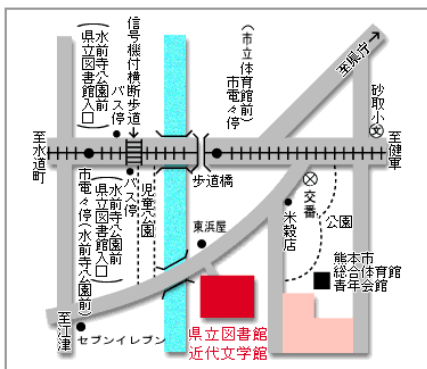 水前寺公園前
(県立図書館入口)
バス停
信号機付横断歩道→
(市立体育館前)
市電々停
至県庁→
砂取小
文
至水道町
至健軍
市電々停(水前寺公園前)
水前寺公園前
(県立図書館入口)
バス停
児童公園
歩道橋
交番
東浜屋
米穀店
公園
熊本市
総合体育館
青年会館
至江津
セブンイレブン
県立図書館
近代文学館